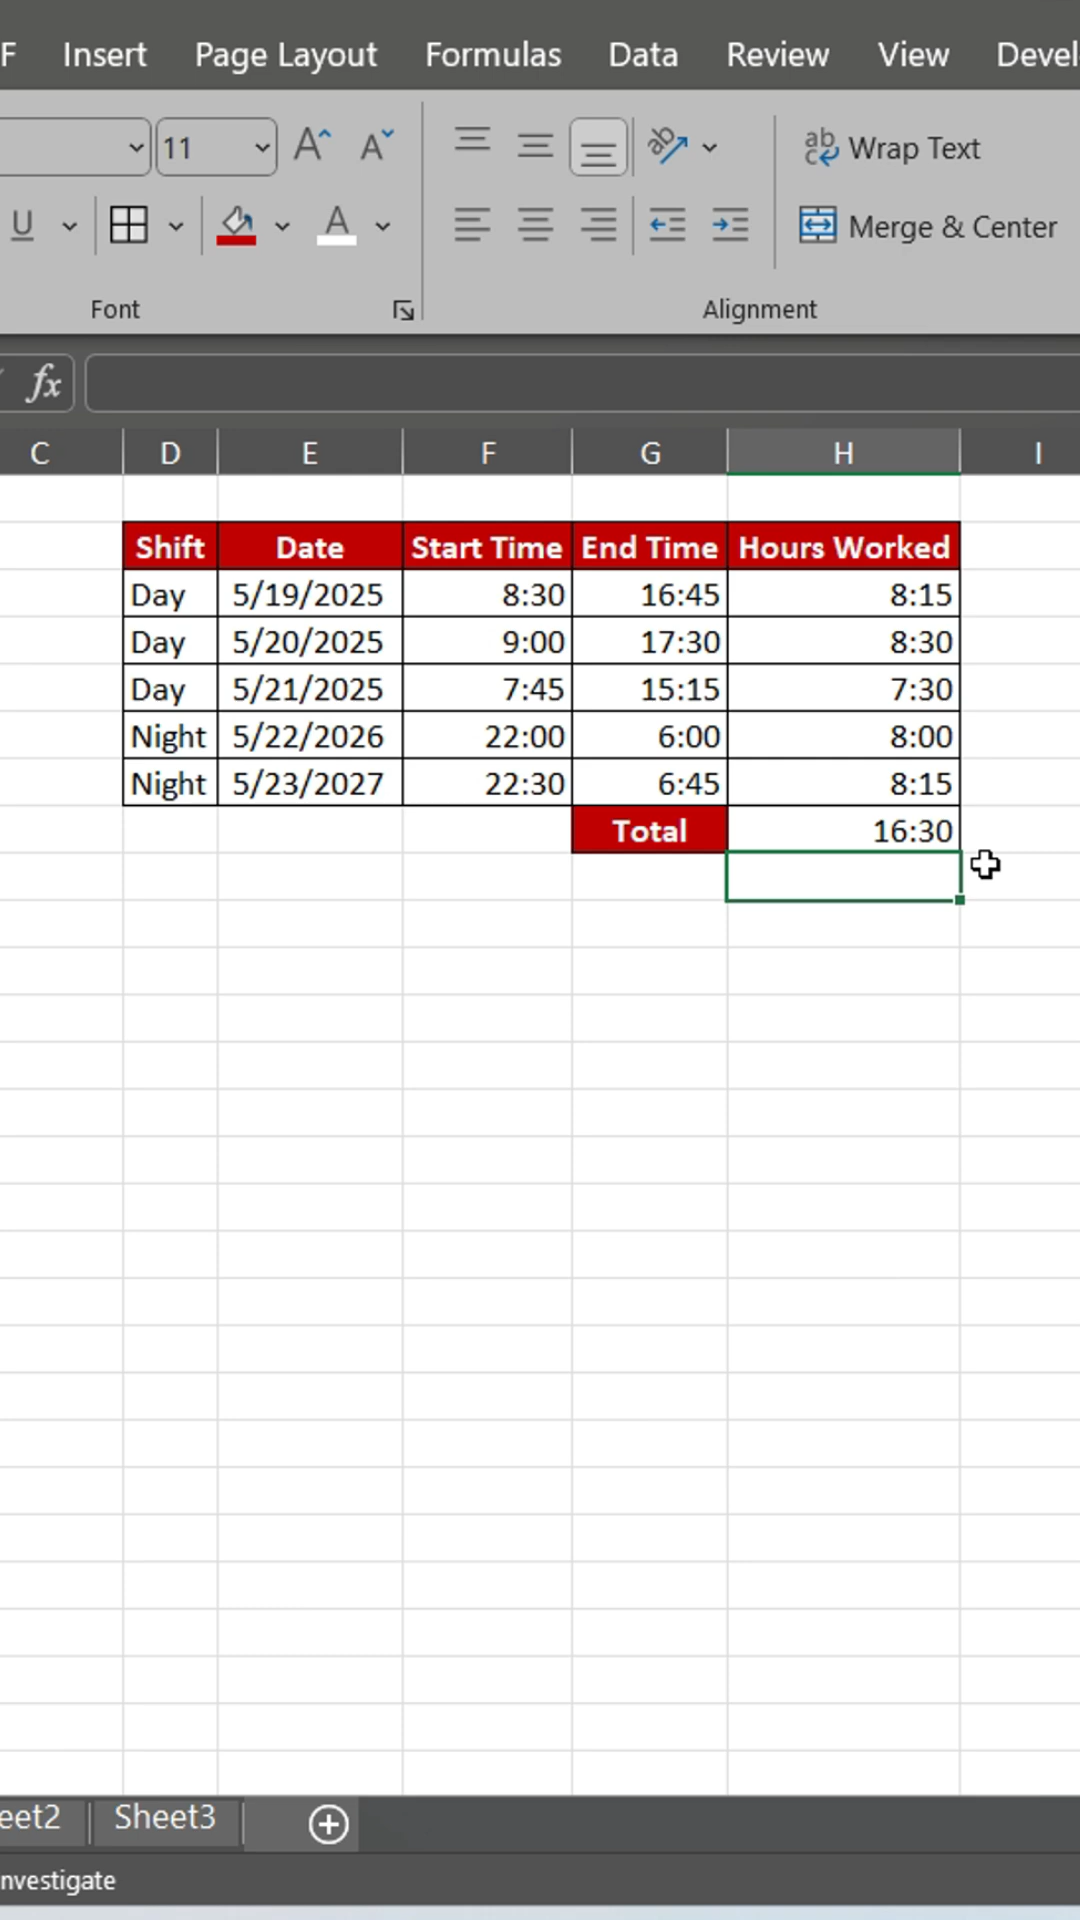 F Insert Page Layout Formulas Data Review View Devel
11 A A ab Wrap Text
U A Merge & Center
Font Alignment
fx
C D E F G H I
Shift Date Start Time End Time Hours Worked
Day 5/19/2025 8:30 16:45 8:15
Day 5/20/2025 9:00 17:30 8:30
Day 5/21/2025 7:45 15:15 7:30
Night 5/22/2026 22:00 6:00 8:00
Night 5/23/2027 22:30 6:45 8:15
Total 16:30
eet2 Sheet3
nvestigate